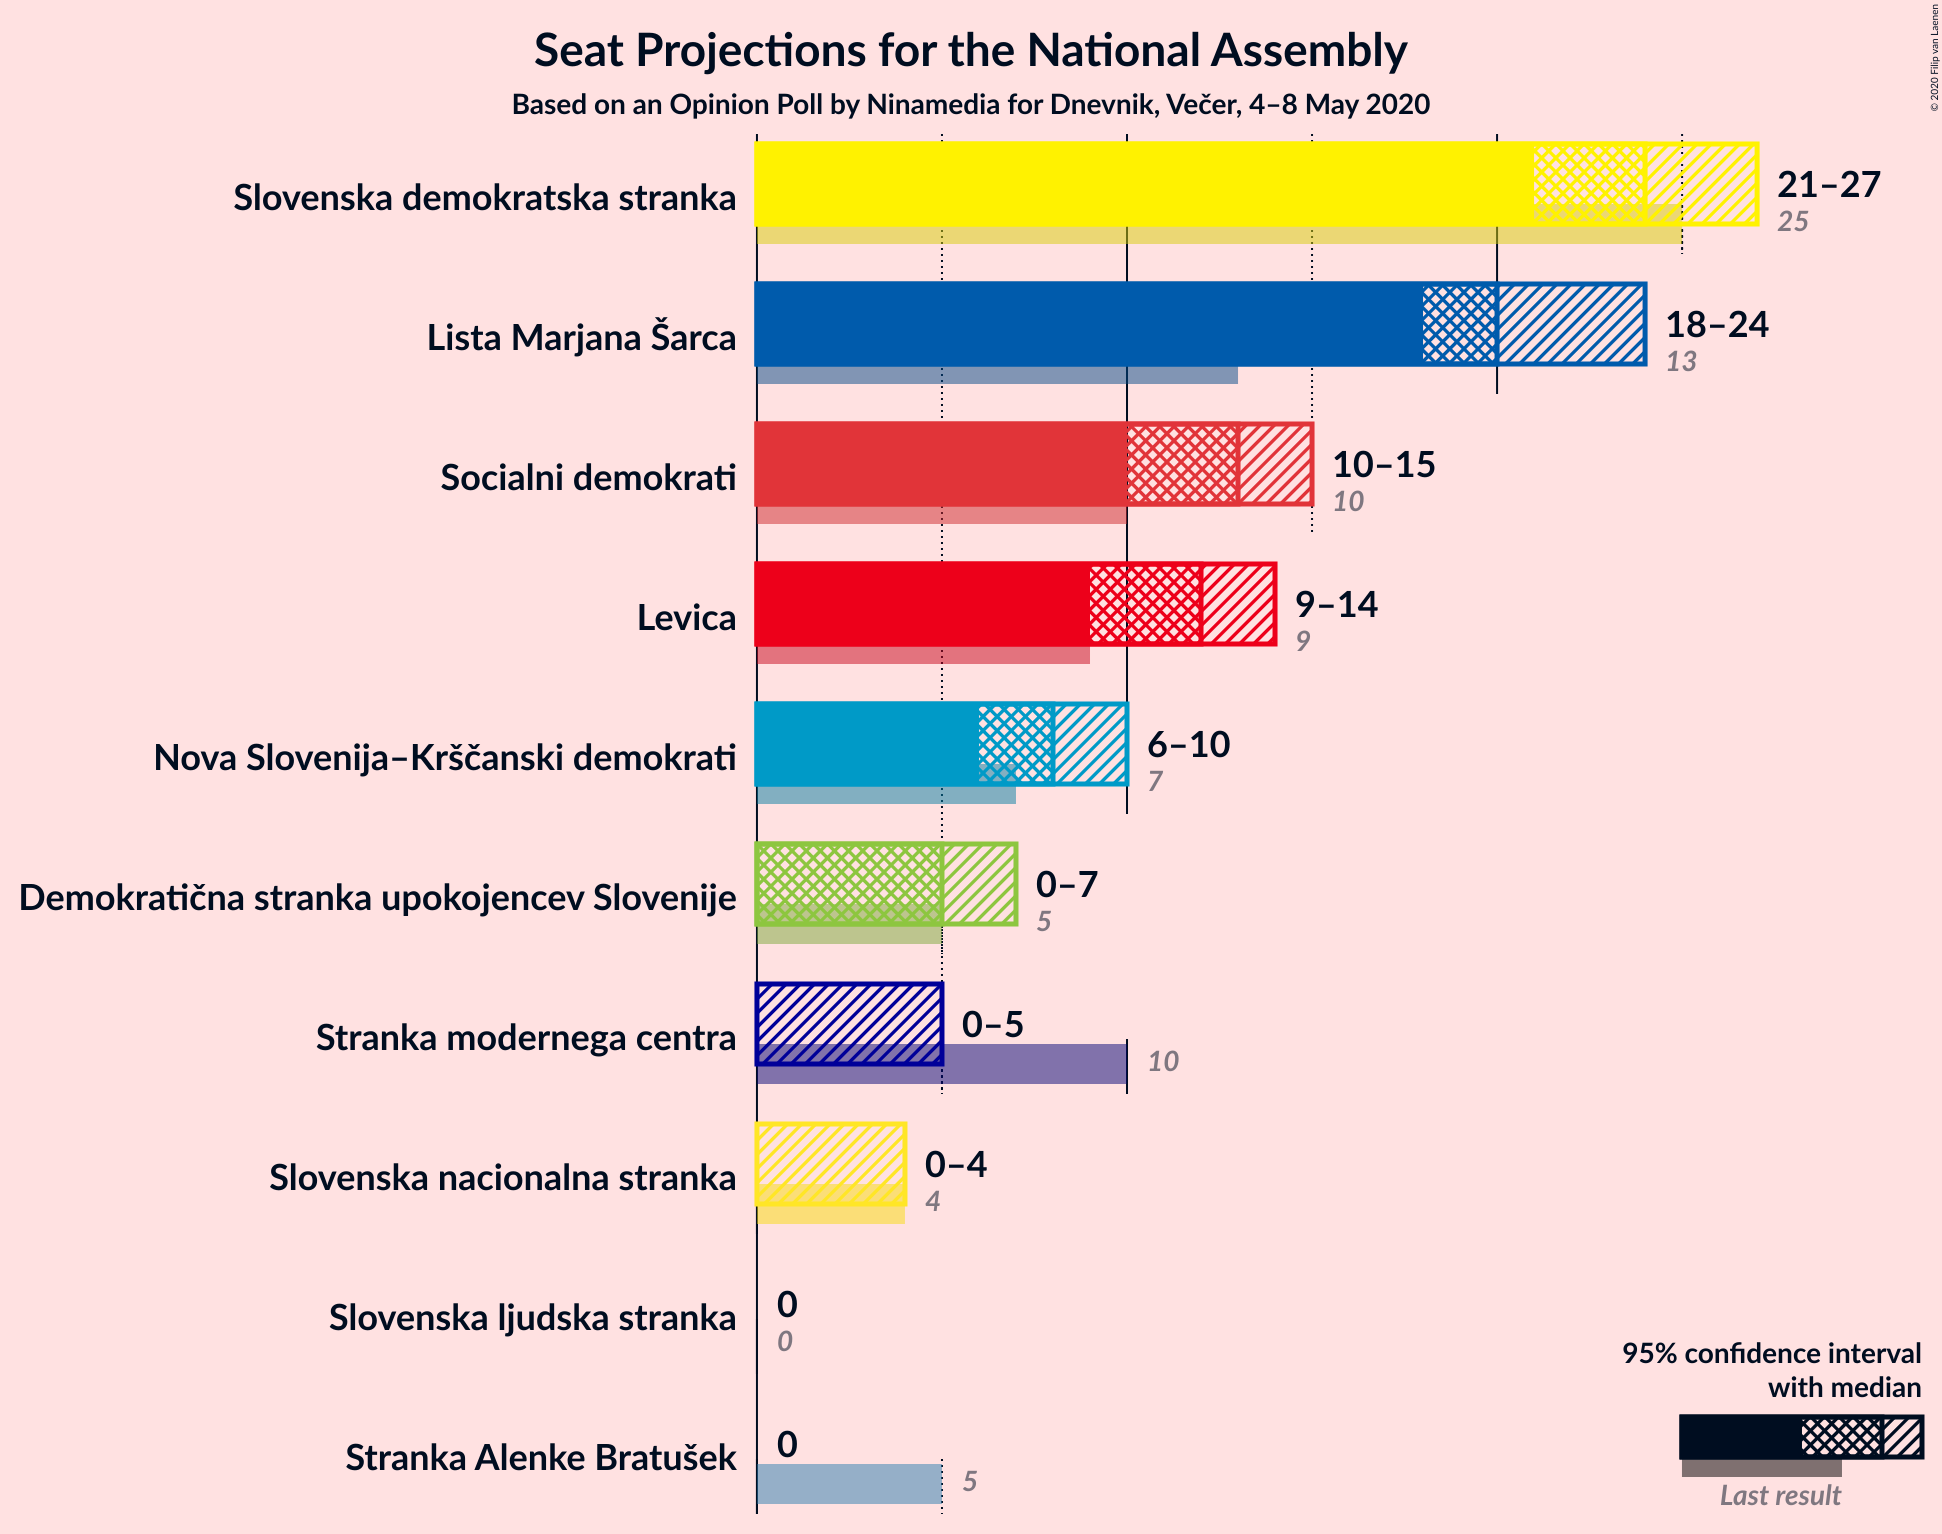 Seat Projections for the National Assembly
Based on an Opinion Poll by Ninamedia for Dnevnik, Večer, 4–8 May 2020
© 2020 Filip van Laenen
Slovenska demokratska stranka
21–27
25
Lista Marjana Šarca
18–24
13
Socialni demokrati
10–15
10
Levica
9–14
9
Nova Slovenija–Krščanski demokrati
6–10
7
Demokratična stranka upokojencev Slovenije
0–7
5
Stranka modernega centra
0–5
10
Slovenska nacionalna stranka
0–4
4
Slovenska ljudska stranka
0
0
Stranka Alenke Bratušek
0
5
95% confidence interval
with median
Last result